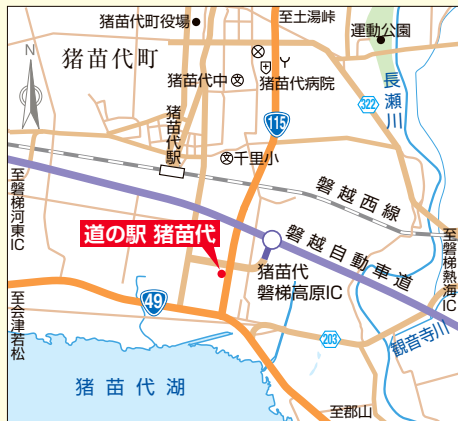 猪苗代町役場
至土湯峠
運動公園
N
猪苗代町
猪苗代中
猪苗代病院
長瀬川
322
115
猪苗代駅
千里小
磐越西線
至磐梯河東IC
道の駅 猪苗代
磐越自動車道
至磐梯熱海IC
猪苗代
磐梯高原IC
至会津若松
49
203
観音寺川
猪苗代湖
至郡山